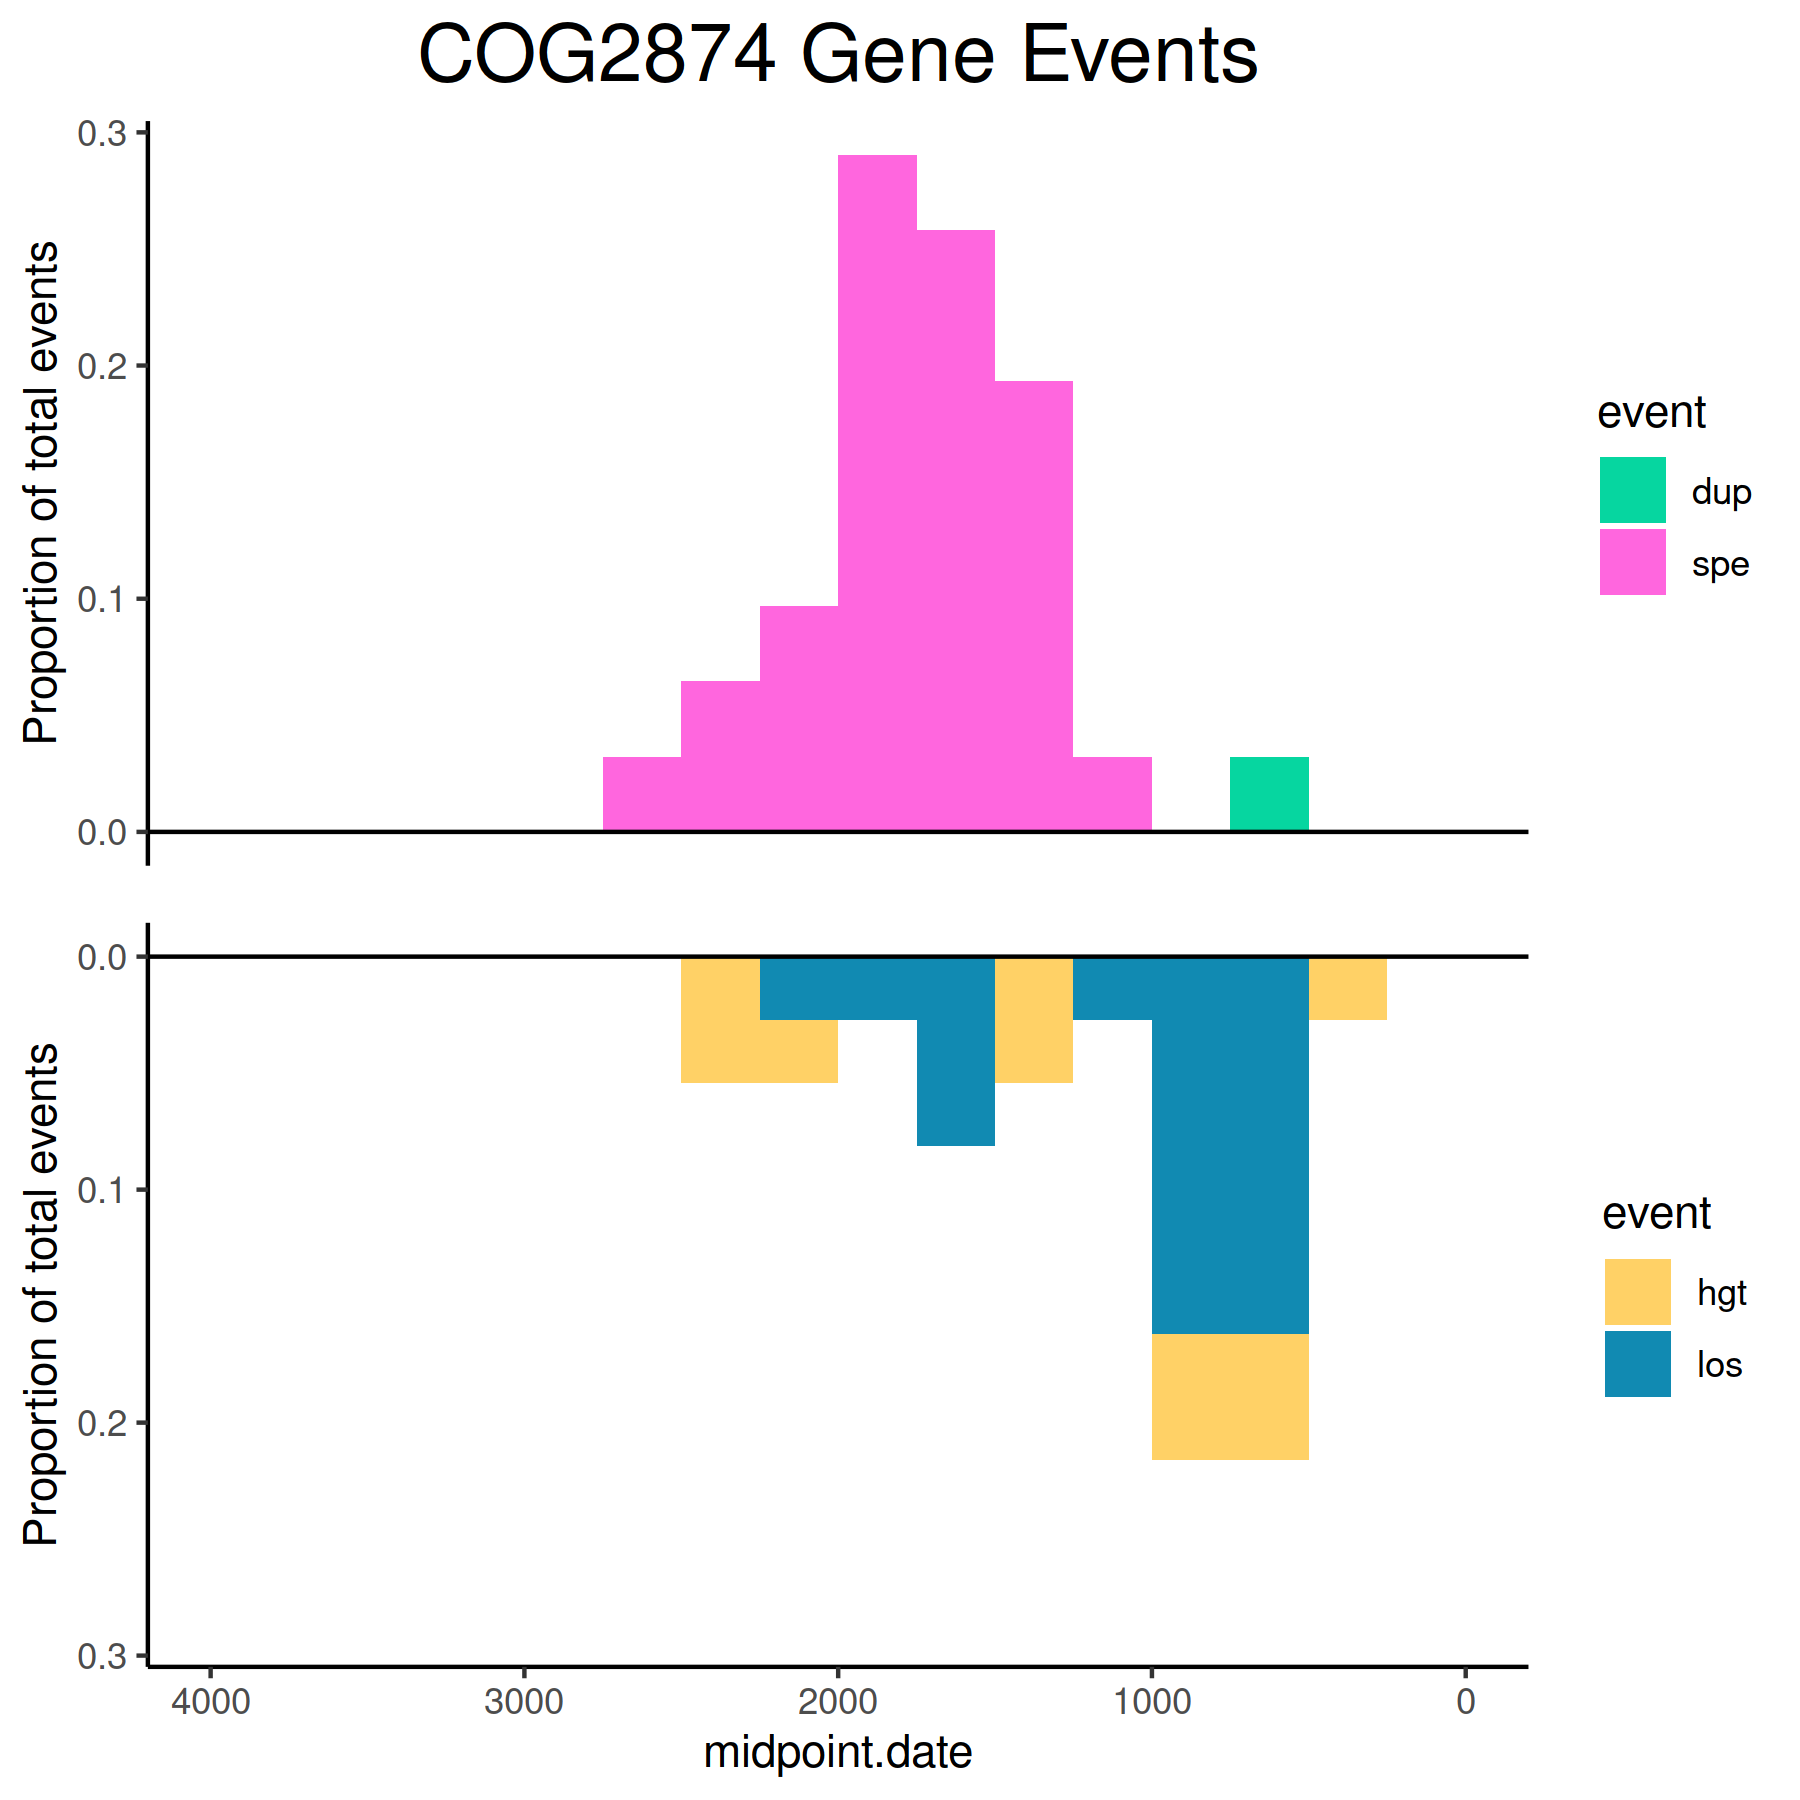 COG2874 Gene Events
Proportion of total events
0.3
0.2
0.1
0.0
event
dup
spe
Proportion of total events
0.0
0.1
0.2
0.3
event
hgt
los
4000 3000 2000 1000 0
midpoint.date